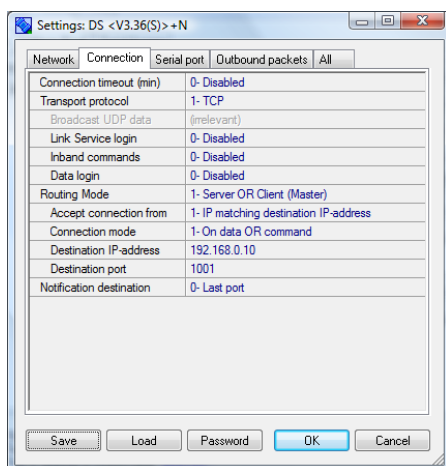 Settings: DS <V3.36(S)>+N
Network Connection Serial port Outbound packets All
Connection timeout (min) 0- Disabled
Transport protocol 1- TCP
Broadcast UDP data (irrelevant)
Link Service login 0- Disabled
Inband commands 0- Disabled
Data login 0- Disabled
Routing Mode 1- Server OR Client (Master)
Accept connection from 1- IP matching destination IP-address
Connection mode 1- On data OR command
Destination IP-address 192.168.0.10
Destination port 1001
Notification destination 0- Last port
Save Load Password OK Cancel